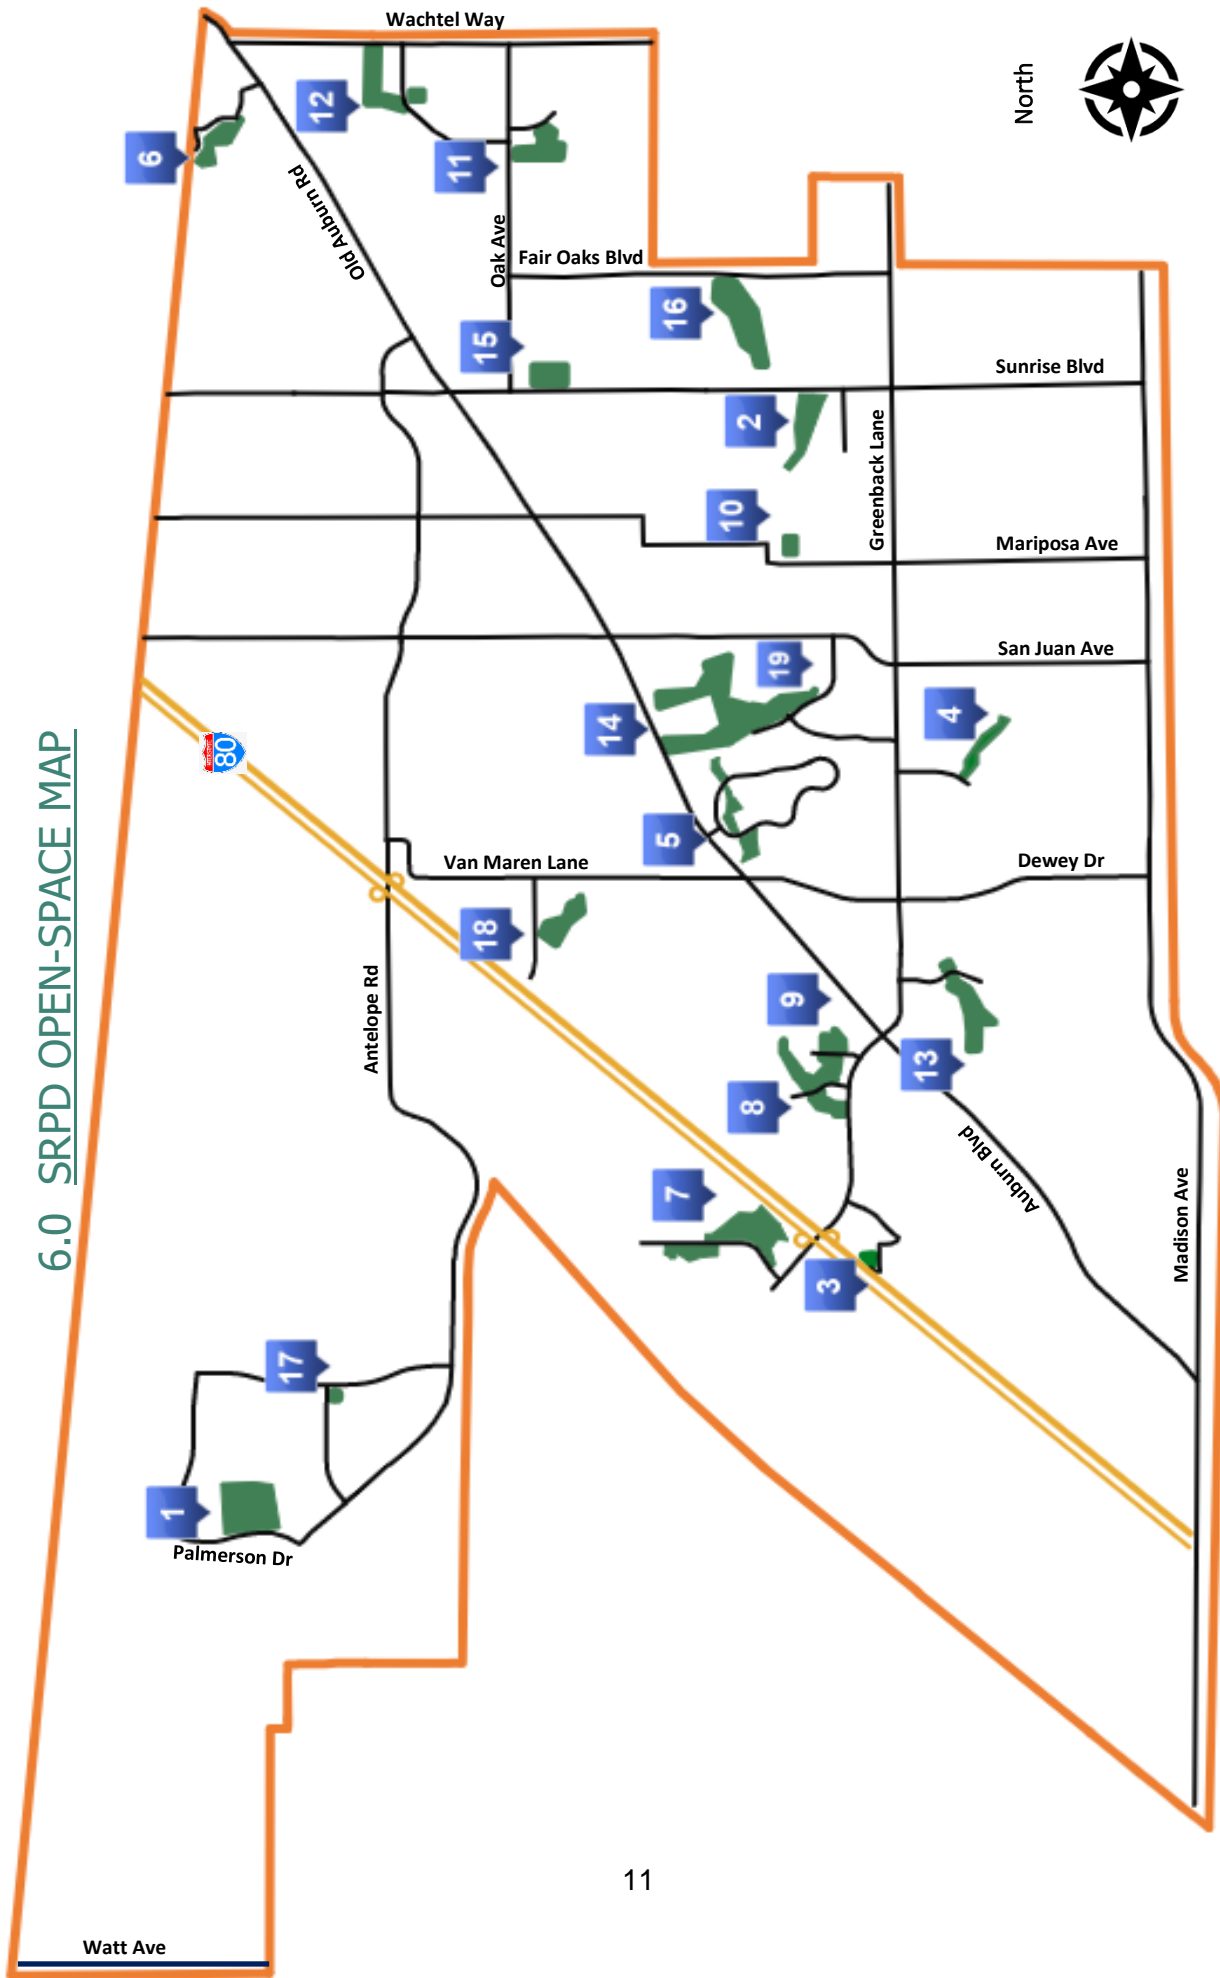 6.0 SRPD OPEN-SPACE MAP
Wachtel Way
North
6
12
11
Old Auburn Rd
Oak Ave
Fair Oaks Blvd
16
15
Sunrise Blvd
2
Greenback Lane
10
Mariposa Ave
San Juan Ave
19
14
4
80
5
Van Maren Lane
Dewey Dr
18
Antelope Rd
9
13
8
Auburn Blvd
7
3
Madison Ave
17
1
Palmerson Dr
11
Watt Ave